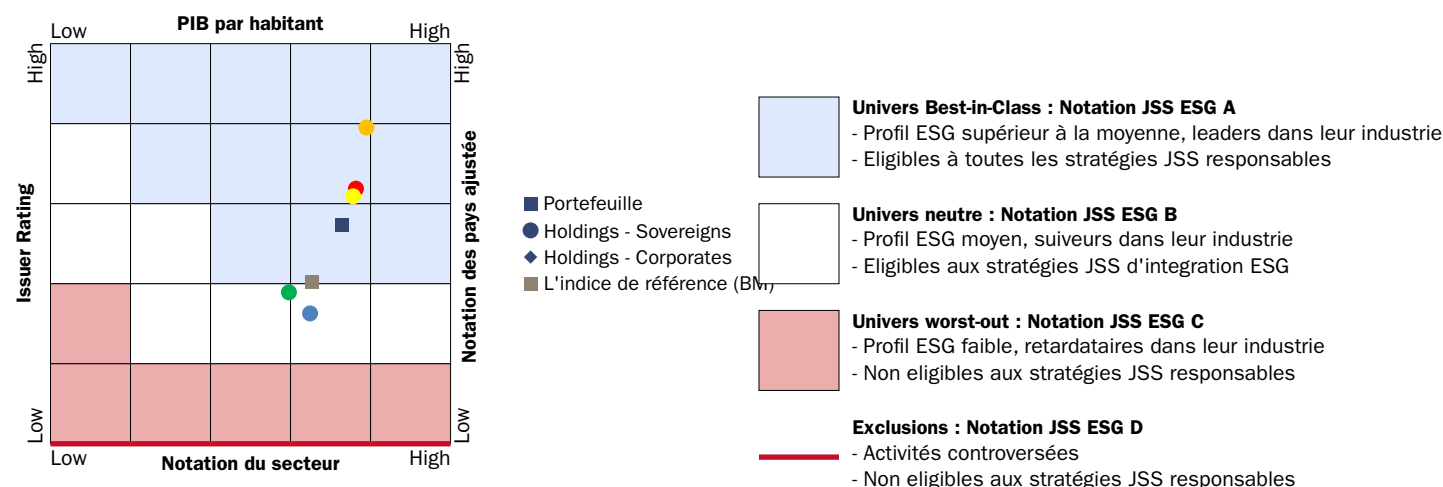 PIB par habitant
Low
High
High
High
Issuer Rating
Notation des pays ajustée
Low
Low
Low
High
Notation du secteur
Portefeuille
Holdings - Sovereigns
Holdings - Corporates
L'indice de référence (BM)
Univers Best-in-Class : Notation JSS ESG A
- Profil ESG supérieur à la moyenne, leaders dans leur industrie
- Eligibles à toutes les stratégies JSS responsables
Univers neutre : Notation JSS ESG B
- Profil ESG moyen, suiveurs dans leur industrie
- Eligibles aux stratégies JSS d'integration ESG
Univers worst-out : Notation JSS ESG C
- Profil ESG faible, retardataires dans leur industrie
- Non eligibles aux stratégies JSS responsables
Exclusions : Notation JSS ESG D
- Activités controversées
- Non eligibles aux stratégies JSS responsables